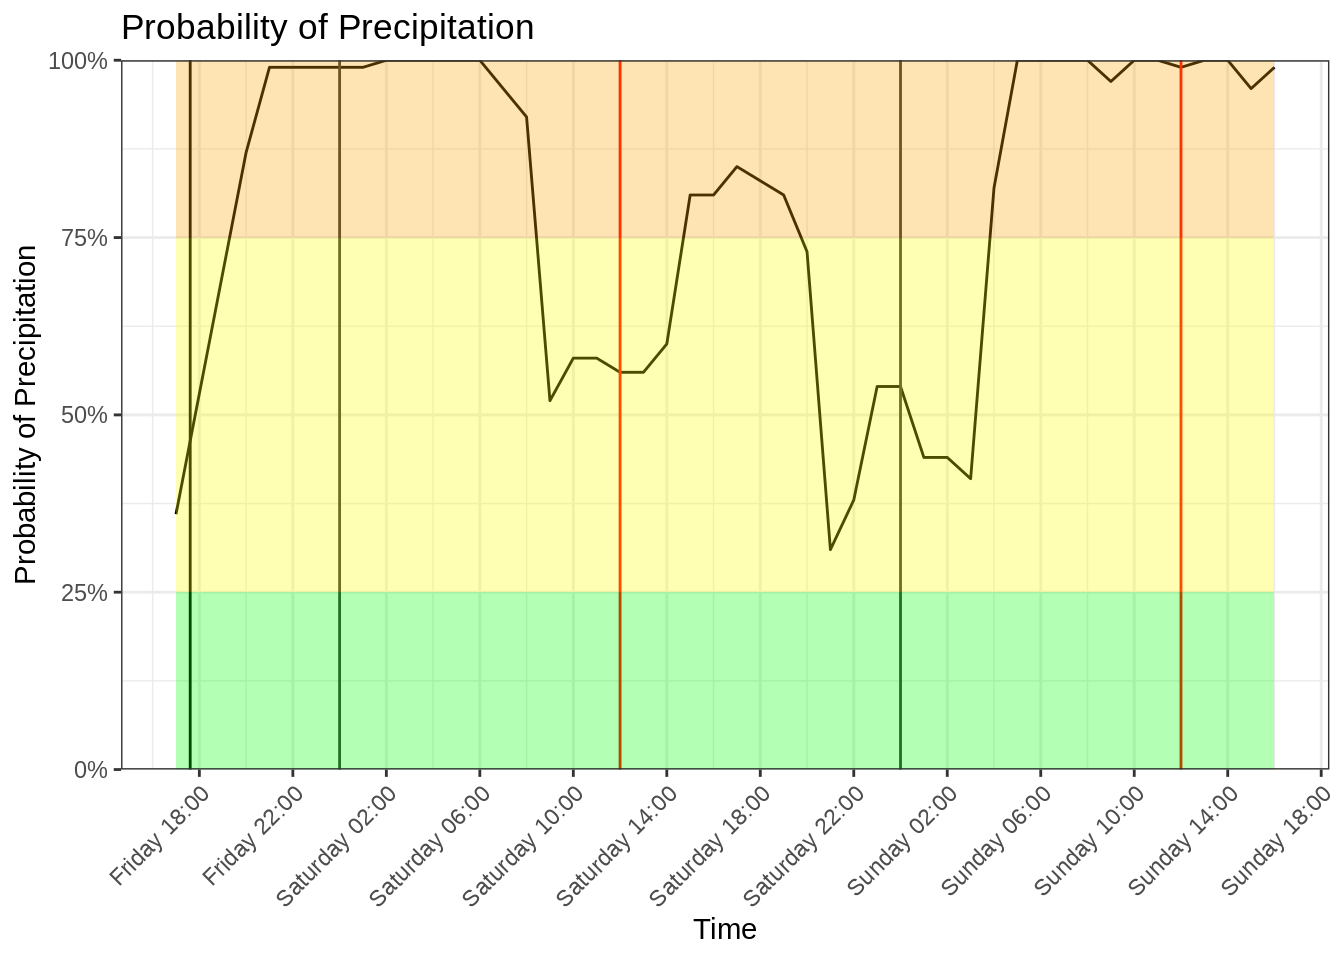 Probability of Precipitation
Probability of Precipitation
100%
75%
50%
25%
0%
Friday 18:00
Friday 22:00
Saturday 02:00
Saturday 06:00
Saturday 10:00
Saturday 14:00
Saturday 18:00
Saturday 22:00
Sunday 02:00
Sunday 06:00
Sunday 10:00
Sunday 14:00
Sunday 18:00
Time